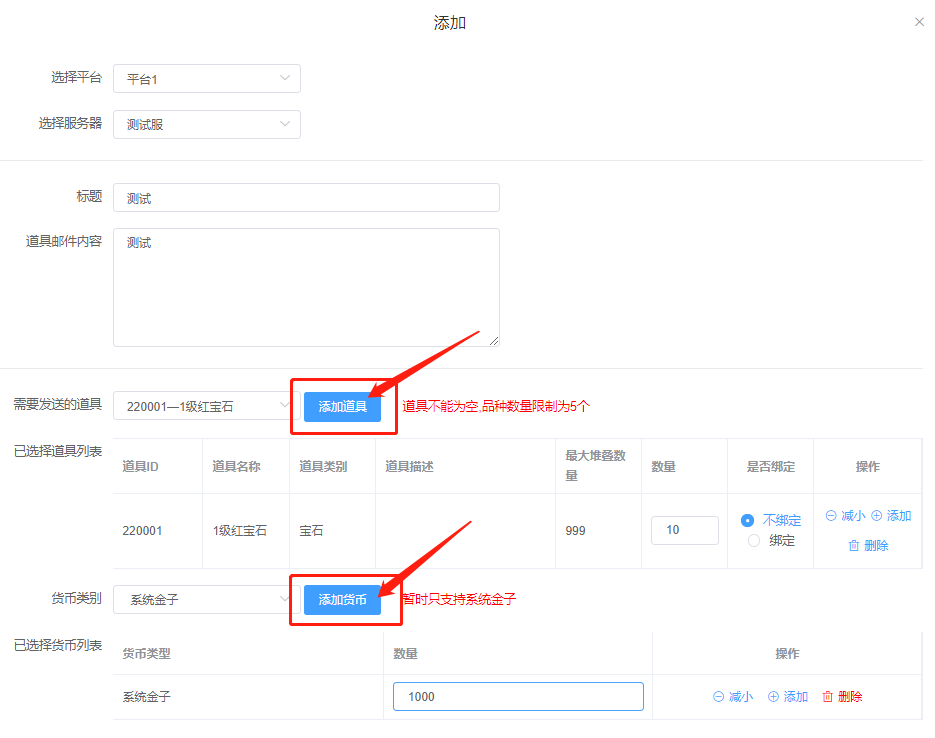 添加
选择平台 平台1
选择服务器 测试服
标题 测试
道具邮件内容 测试
需要发送的道具 220001—1级红宝石 添加道具 道具不能为空,品种数量限制为5个
已选择道具列表
道具ID 道具名称 道具类别 道具描述 最大堆叠数量 数量 是否绑定 操作
220001 1级红宝石 宝石 999 10 不绑定 绑定 减小 添加 删除
货币类别 系统金子 添加货币 暂时只支持系统金子
已选择货币列表
货币类型 数量 操作
系统金子 1000 减小 添加 删除